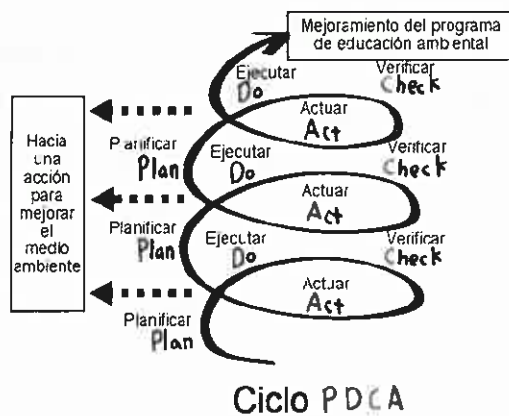 Mejoramiento del programa
de educación ambiental
Ejecutar
Do
Verificar
Check
Actuar
Act
Hacia
una
acción
para
mejorar
el
medio
ambiente
Planificar
Plan
Ejecutar
Do
Verificar
Check
Actuar
Act
Planificar
Plan
Ejecutar
Do
Verificar
Check
Actuar
Act
Planificar
Plan
Ciclo PDCA